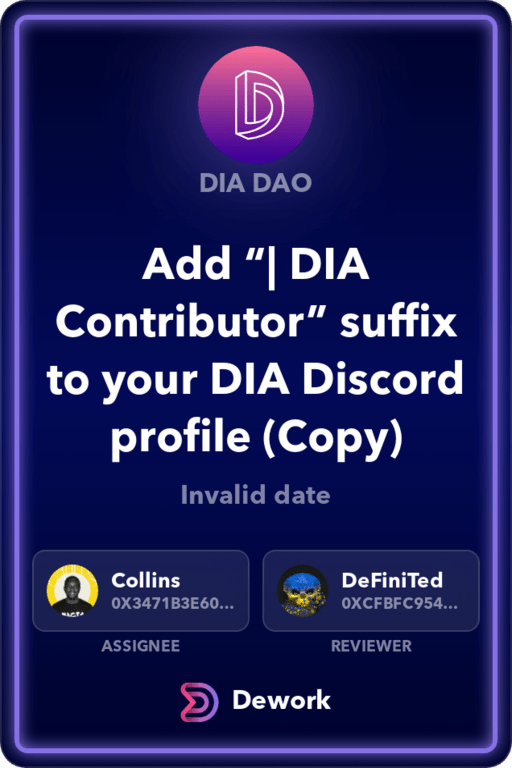 DIA DAO
Add “| DIA
Contributor” suffix
to your DIA Discord
profile (Copy)
Invalid date
Collins
0X3471B3E60...
DeFiniTed
0XCFBFC954...
ASSIGNEE
REVIEWER
Dework